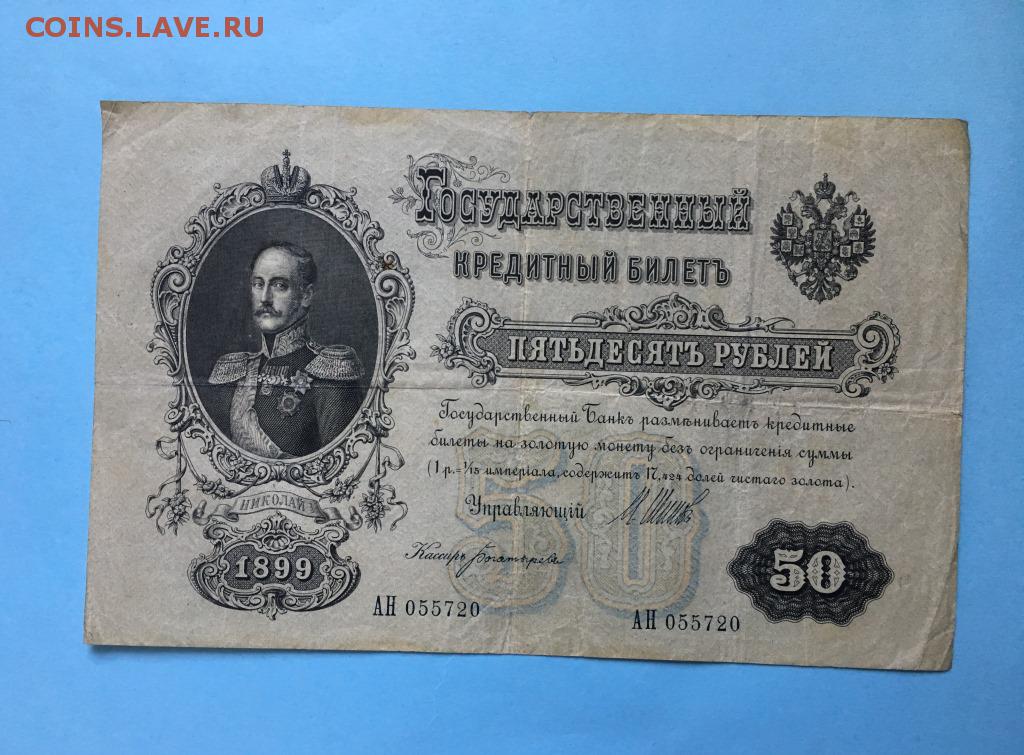 COINS.LAVE.RU
Государственный
Кредитный Билетъ
Пятьдесятъ Рублей
Государственный Банкъ размѣниваетъ кредитные
билеты на золотую монету безъ ограниченія суммы
(1 р.=1/15 имперіала, содержитъ 17,424 долей чистаго золота).
Управляющій
НИКОЛАЙ I
Кассиръ Богатыревъ
1899
50
50
АН 055720
АН 055720